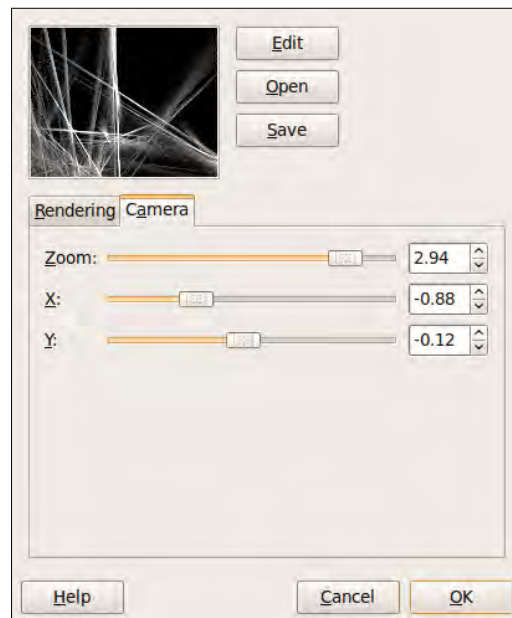 Edit
Open
Save
Rendering Camera
Zoom: 2.94
X: -0.88
Y: -0.12
Help Cancel OK